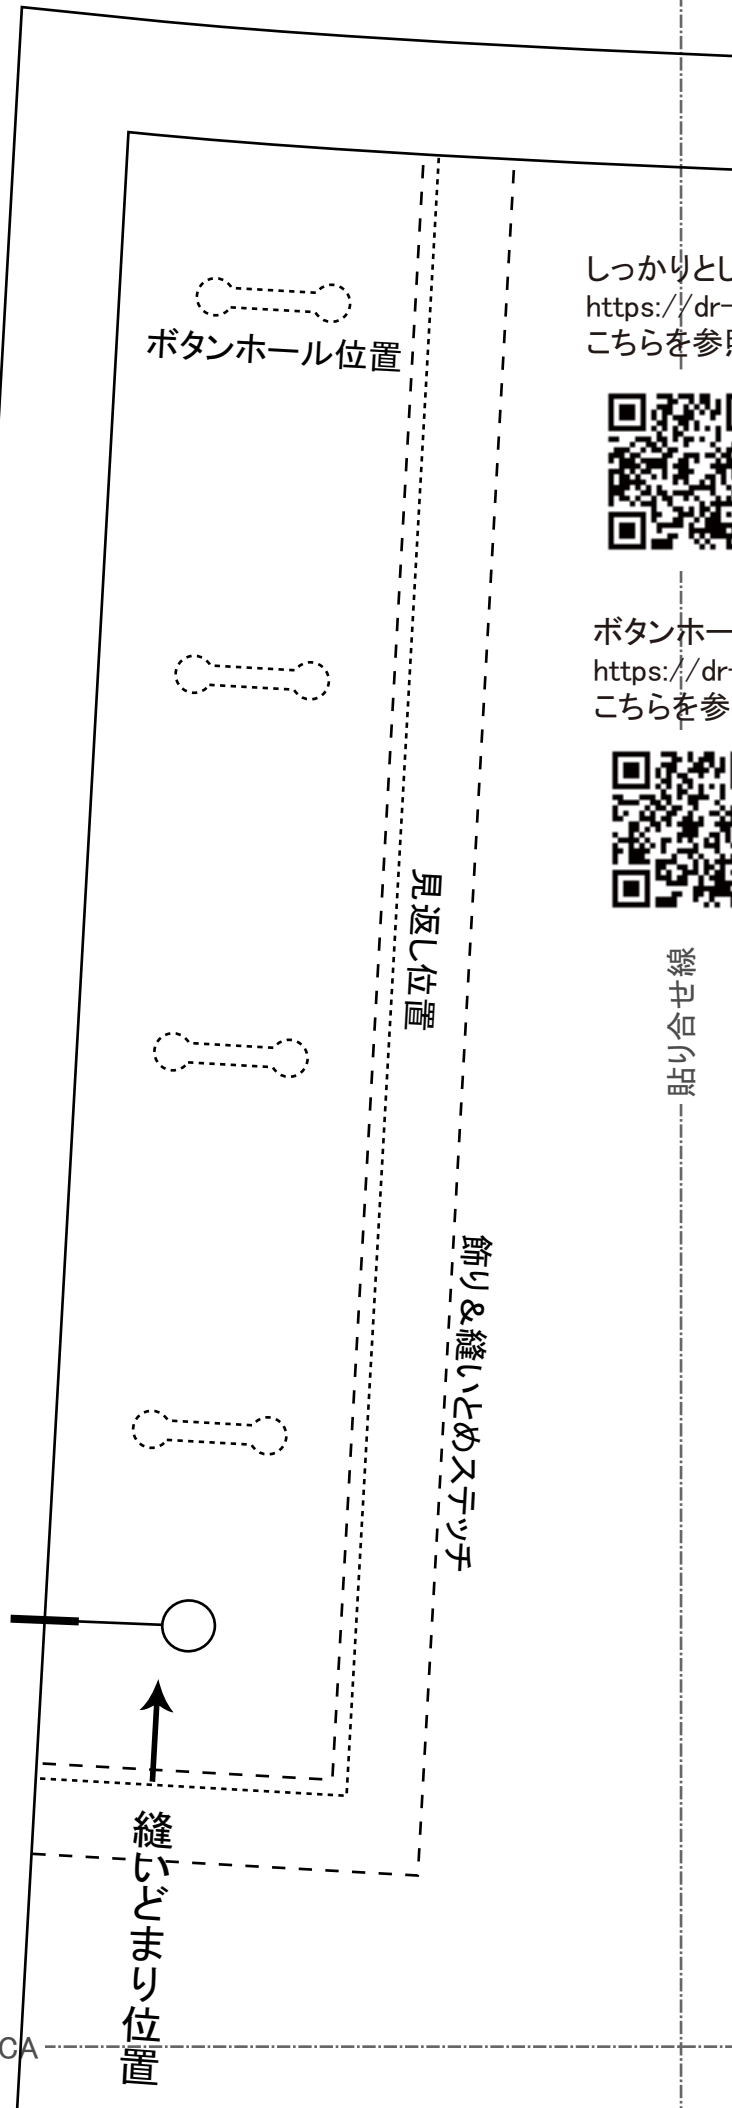 しっかりとし
https://dr-
こちらを参
ボタンホール位置
ボタンホー
https://dr-
こちらを参
見返し位置
貼り合せ線
飾り&縫いとめステッチ
縫いどまり位置
CA